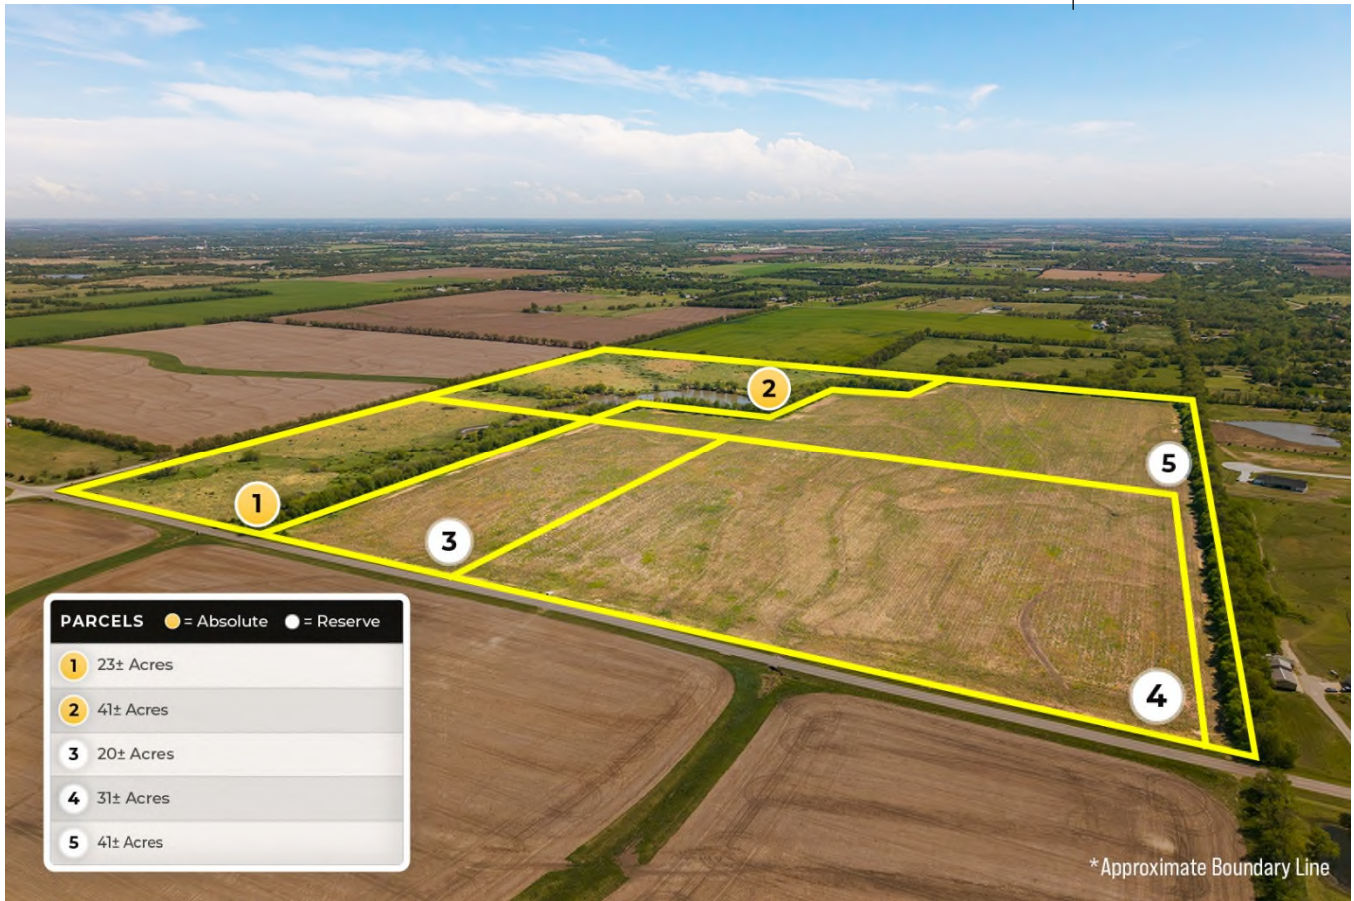 2
5
1
3
4
PARCELS = Absolute = Reserve
1 23± Acres
2 41± Acres
3 20± Acres
4 31± Acres
5 41± Acres
*Approximate Boundary Line